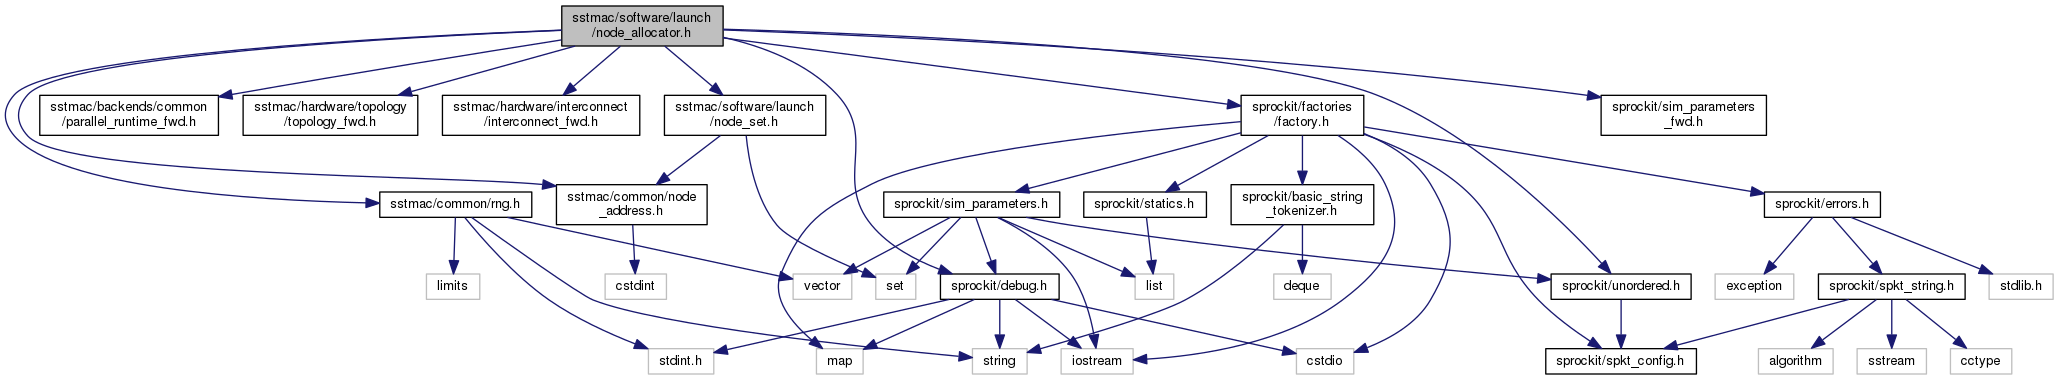 sstmac/software/launch
/node_allocator.h
sstmac/backends/common
/parallel_runtime_fwd.h
sstmac/hardware/topology
/topology_fwd.h
sstmac/hardware/interconnect
/interconnect_fwd.h
sstmac/software/launch
/node_set.h
sprockit/factories
/factory.h
sprockit/sim_parameters
_fwd.h
sstmac/common/rng.h
sstmac/common/node
_address.h
sprockit/sim_parameters.h
sprockit/statics.h
sprockit/basic_string
_tokenizer.h
sprockit/errors.h
limits
cstdint
vector
set
sprockit/debug.h
list
deque
sprockit/unordered.h
exception
sprockit/spkt_string.h
stdlib.h
stdint.h
map
string
iostream
cstdio
sprockit/spkt_config.h
algorithm
sstream
cctype